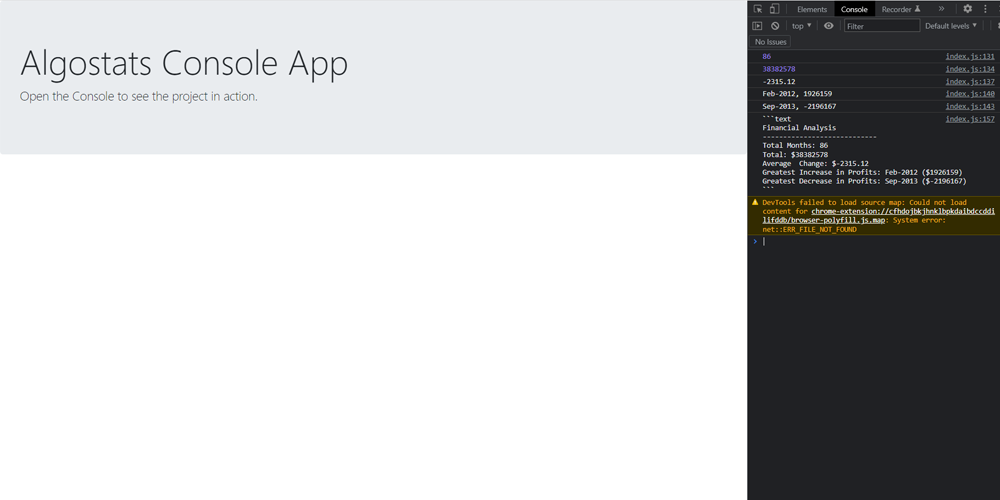 Algostats Console App
Open the Console to see the project in action.
Elements Console Recorder »
top ▼ Filter Default levels ▼
No Issues
86 index.js:131
38382578 index.js:134
-2315.12 index.js:137
Feb-2012, 1926159 index.js:140
Sep-2013, -2196167 index.js:143
```text index.js:157
Financial Analysis
----------------------------
Total Months: 86
Total: $38382578
Average  Change: $-2315.12
Greatest Increase in Profits: Feb-2012 ($1926159)
Greatest Decrease in Profits: Sep-2013 ($-2196167)
```
DevTools failed to load source map: Could not load
content for chrome-extension://cfhdojbkjhnklbpkdaibdccddi
lifddb/browser-polyfill.js.map: System error:
net::ERR_FILE_NOT_FOUND